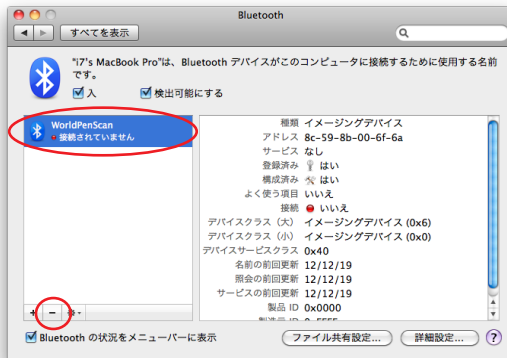 Bluetooth
すべてを表示
"i7's MacBook Pro"は、Bluetooth デバイスがこのコンピュータに接続するために使用する名前
です。
入 検出可能にする
WorldPenScan
接続されていません
種類 イメージングデバイス
アドレス 8c-59-8b-00-6f-6a
サービス なし
登録済み はい
構成済み はい
よく使う項目 いいえ
接続 いいえ
デバイスクラス（大） イメージングデバイス (0x6)
デバイスクラス（小） イメージングデバイス (0x0)
デバイスサービスクラス 0x40
名前の前回更新 12/12/19
照会の前回更新 12/12/19
サービスの前回更新 12/12/19
製品 ID 0x0000
Bluetooth の状況をメニューバーに表示
ファイル共有設定... 詳細設定... ?